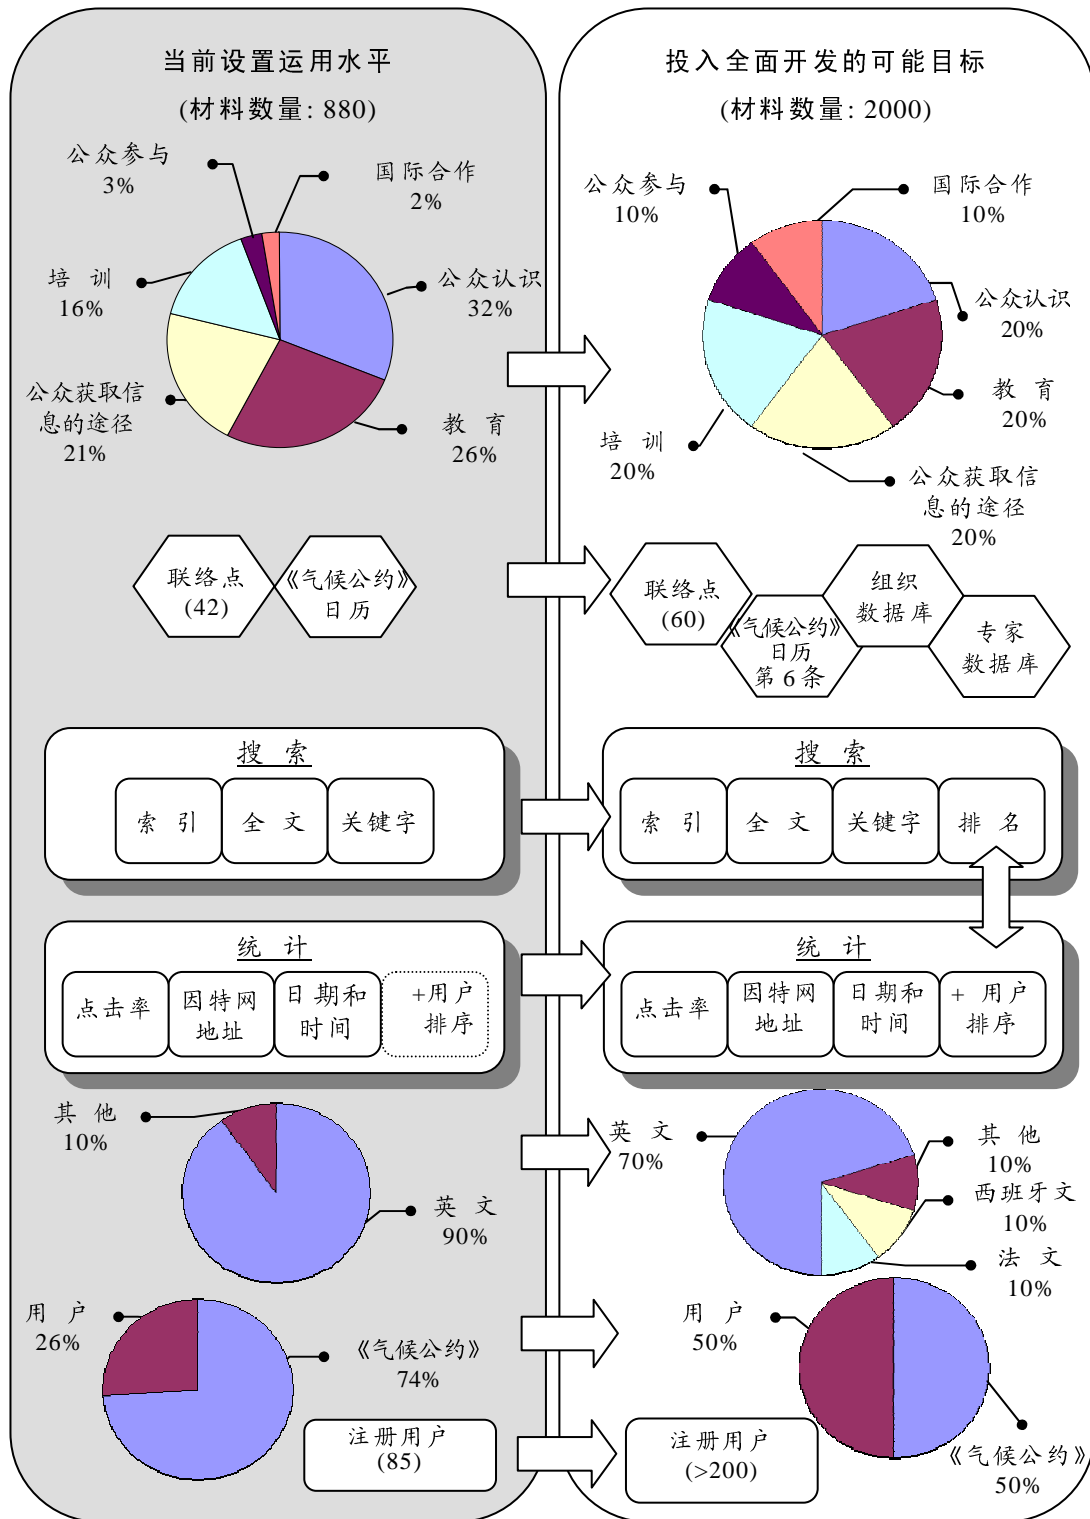 当前设置运用水平
(材料数量: 880)
公众参与
3%
国际合作
2%
培 训
16%
公众认识
32%
公众获取信
息的途径
21%
教 育
26%
联络点
(42)
《气候公约》
日历
搜 索
索 引
全 文
关键字
统 计
点击率
因特网
地址
日期和
时间
+用户
排序
其 他
10%
英 文
90%
用 户
26%
《气候公约》
74%
注册用户
(85)
投入全面开发的可能目标
(材料数量: 2000)
公众参与
10%
国际合作
10%
公众认识
20%
教 育
20%
培 训
20%
公众获取信
息的途径
20%
联络点
(60)
《气候公约》
日历
第 6 条
组织
数据库
专家
数据库
搜 索
索 引
全 文
关键字
排 名
统 计
点击率
因特网
地址
日期和
时间
+ 用户
排序
英 文
70%
其 他
10%
西班牙文
10%
法 文
10%
用 户
50%
《气候公约》
50%
注册用户
(>200)